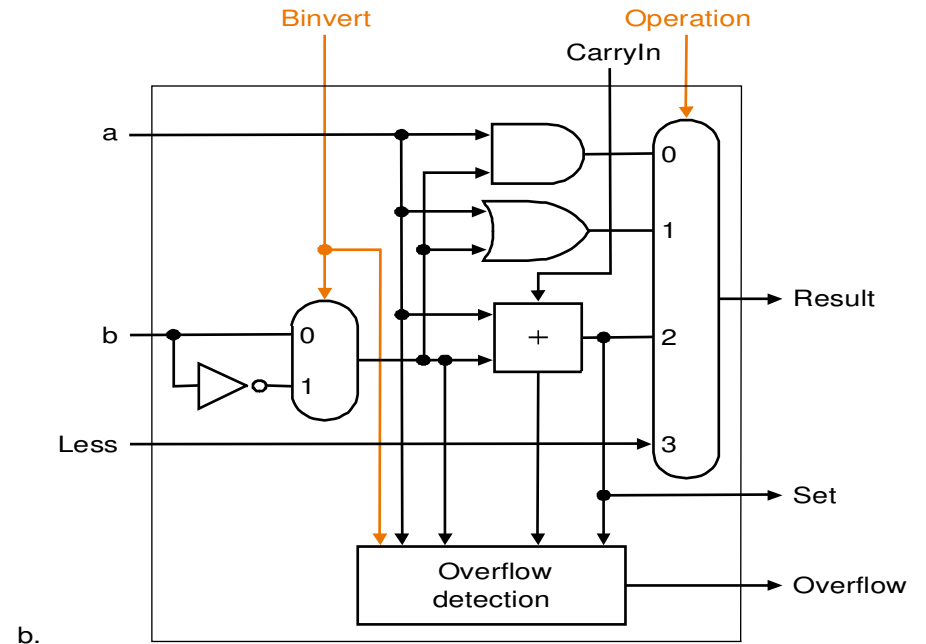 Binvert
Operation
CarryIn
a
0
1
b
0
+
2
Result
1
Less
3
Set
Overflow
detection
Overflow
b.